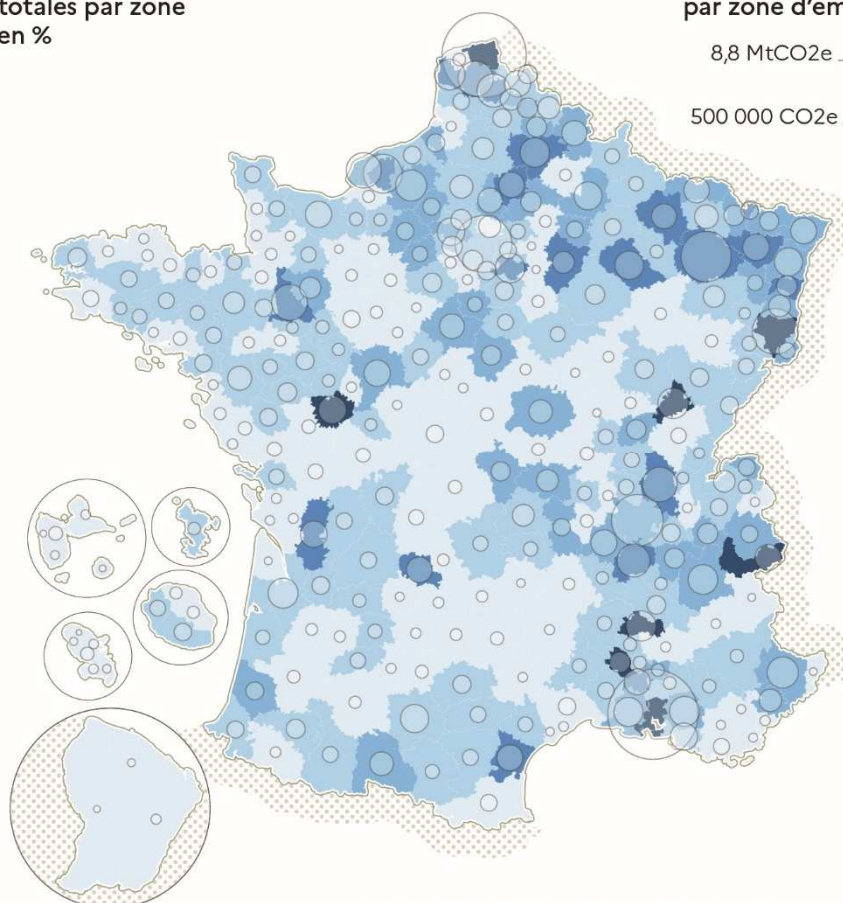 totales par zone
en %
par zone d'em
8,8 MtCO2e
500 000 CO2e